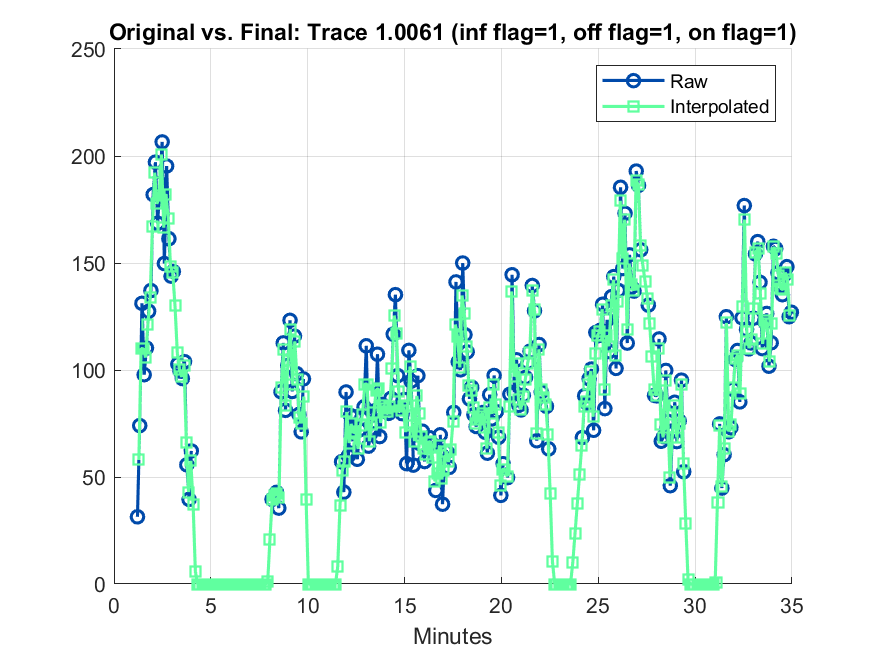 Original vs. Final: Trace 1.0061 (inf flag=1, off flag=1, on flag=1)
250
Raw
Interpolated
200
150
100
50
0
0 5 10 15 20 25 30 35
Minutes